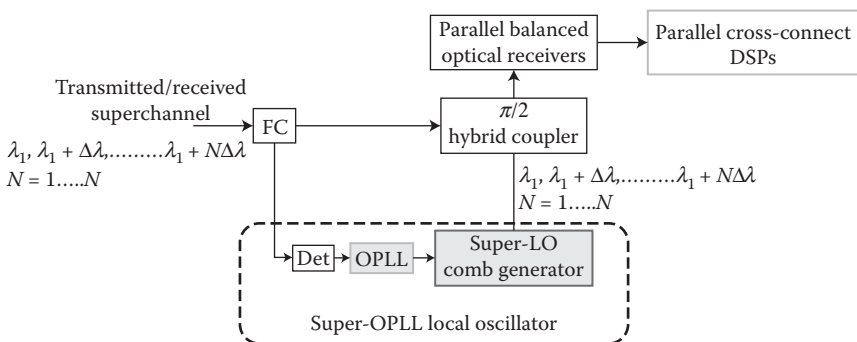 Parallel balanced
optical receivers
Parallel cross-connect
DSPs
Transmitted/received
superchannel
FC
π/2
hybrid coupler
λ₁, λ₁ + Δλ,.........λ₁ + NΔλ
N = 1.....N
λ₁, λ₁ + Δλ,.........λ₁ + NΔλ
N = 1.....N
Det
OPLL
Super-LO
comb generator
Super-OPLL local oscillator